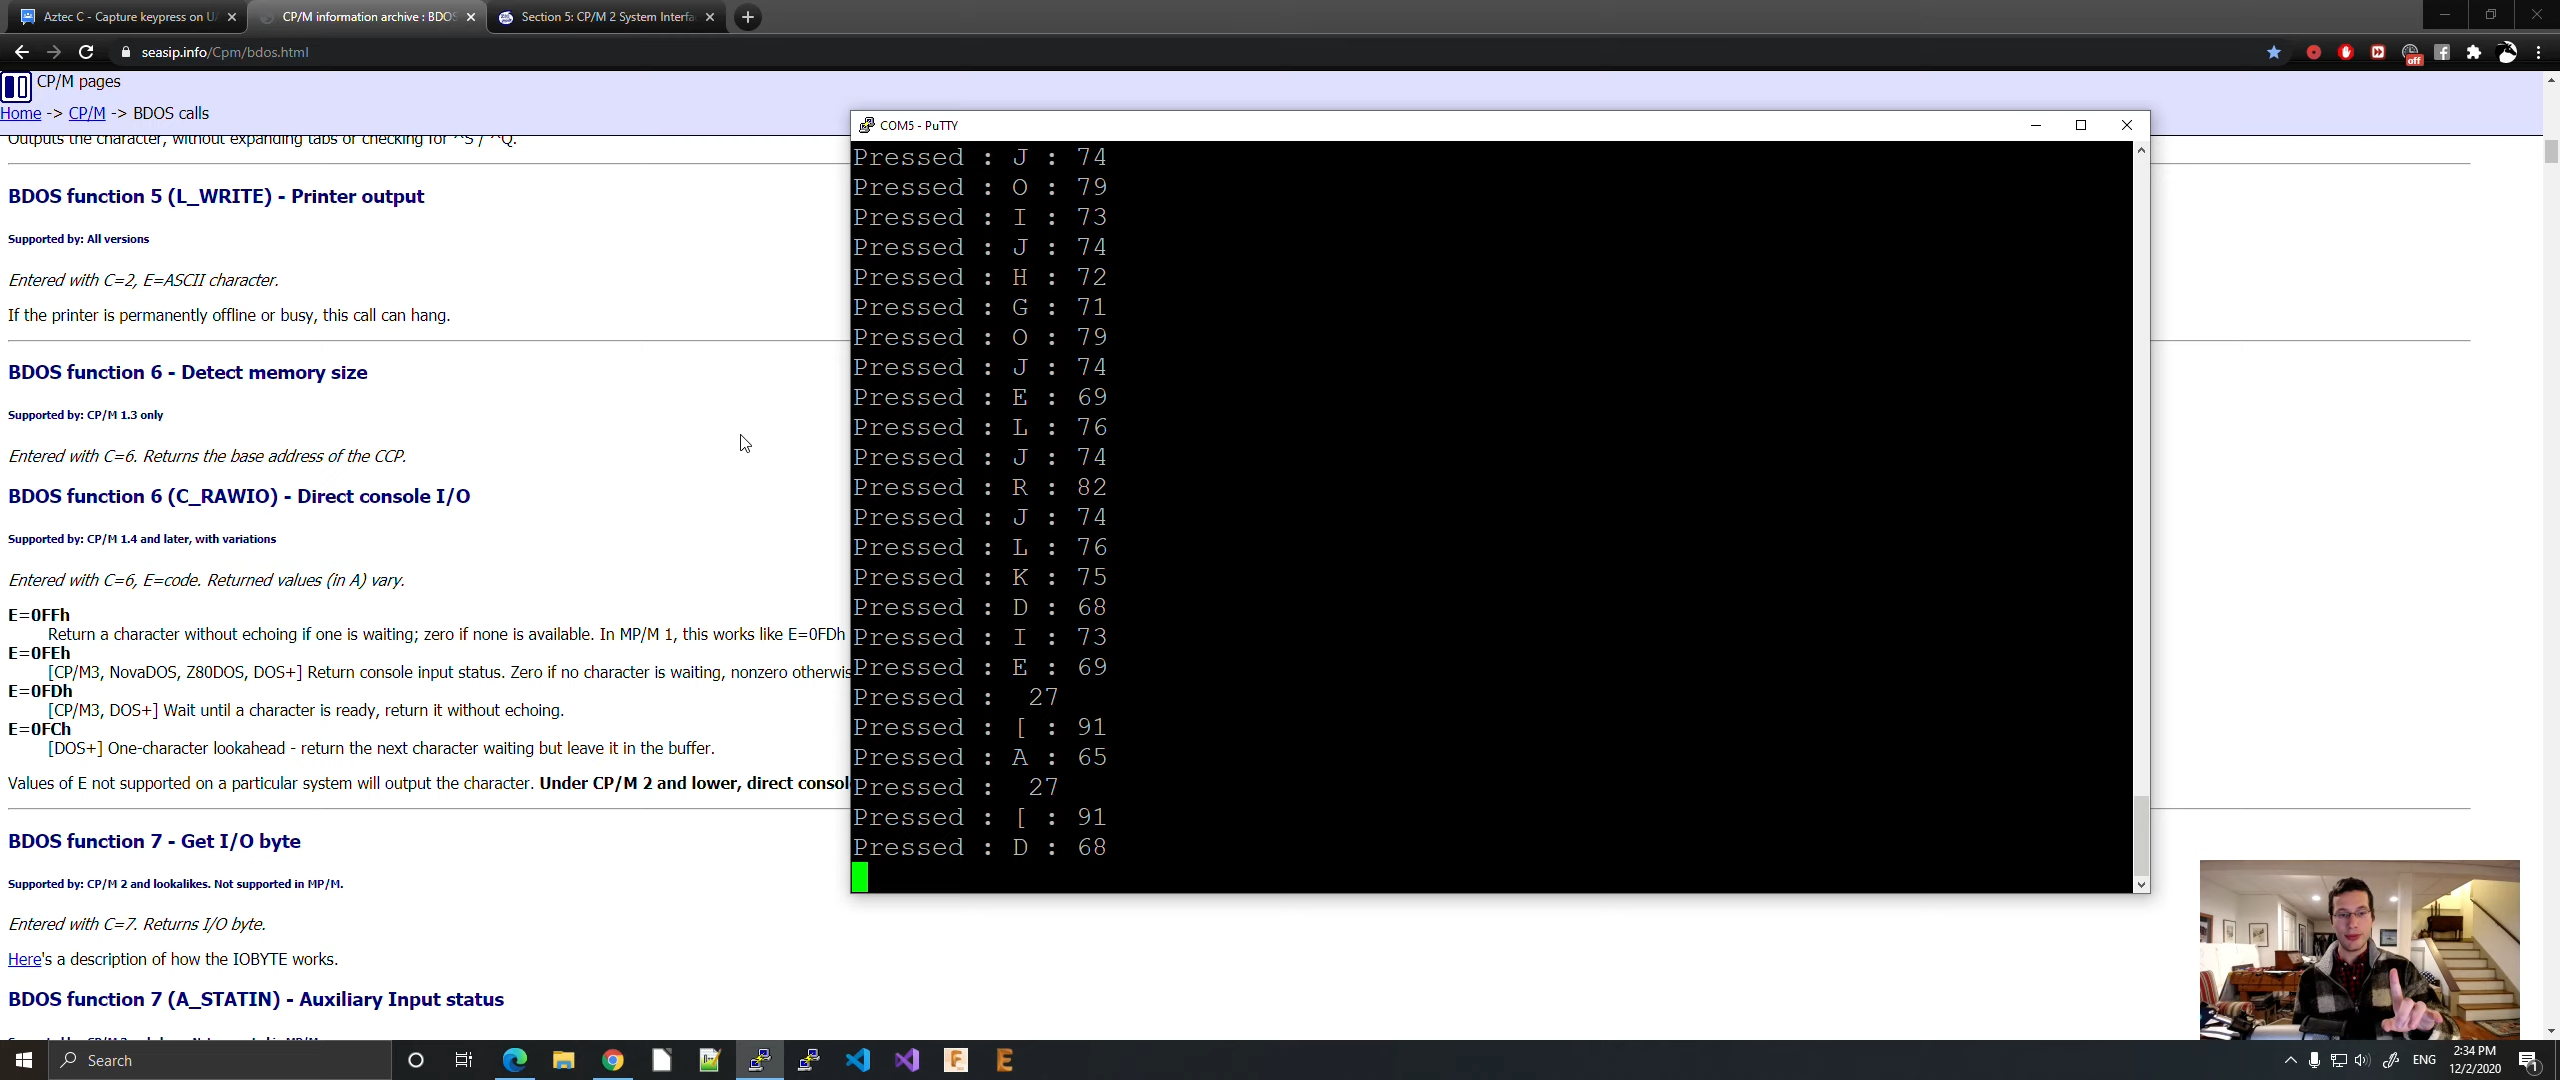 Aztec C - Capture keypress on U
CP/M information archive : BDOS
Section 5: CP/M 2 System Interfa
seasip.info/Cpm/bdos.html
off
CP/M pages
Home -> CP/M -> BDOS calls
Outputs the character, without expanding tabs or checking for ^S / ^Q.
BDOS function 5 (L_WRITE) - Printer output
Supported by: All versions
Entered with C=2, E=ASCII character.
If the printer is permanently offline or busy, this call can hang.
BDOS function 6 - Detect memory size
Supported by: CP/M 1.3 only
Entered with C=6. Returns the base address of the CCP.
BDOS function 6 (C_RAWIO) - Direct console I/O
Supported by: CP/M 1.4 and later, with variations
Entered with C=6, E=code. Returned values (in A) vary.
E=0FFh
Return a character without echoing if one is waiting; zero if none is available. In MP/M 1, this works like E=0FDh
E=0FEh
[CP/M3, NovaDOS, Z80DOS, DOS+] Return console input status. Zero if no character is waiting, nonzero otherwis
E=0FDh
[CP/M3, DOS+] Wait until a character is ready, return it without echoing.
E=0FCh
[DOS+] One-character lookahead - return the next character waiting but leave it in the buffer.
Values of E not supported on a particular system will output the character. Under CP/M 2 and lower, direct consol
BDOS function 7 - Get I/O byte
Supported by: CP/M 2 and lookalikes. Not supported in MP/M.
Entered with C=7. Returns I/O byte.
Here's a description of how the IOBYTE works.
BDOS function 7 (A_STATIN) - Auxiliary Input status
COM5 - PuTTY
Pressed : J : 74
Pressed : O : 79
Pressed : I : 73
Pressed : J : 74
Pressed : H : 72
Pressed : G : 71
Pressed : O : 79
Pressed : J : 74
Pressed : E : 69
Pressed : L : 76
Pressed : J : 74
Pressed : R : 82
Pressed : J : 74
Pressed : L : 76
Pressed : K : 75
Pressed : D : 68
Pressed : I : 73
Pressed : E : 69
Pressed : 27
Pressed : [ : 91
Pressed : A : 65
Pressed : 27
Pressed : [ : 91
Pressed : D : 68
Search
ENG
2:34 PM
12/2/2020
1